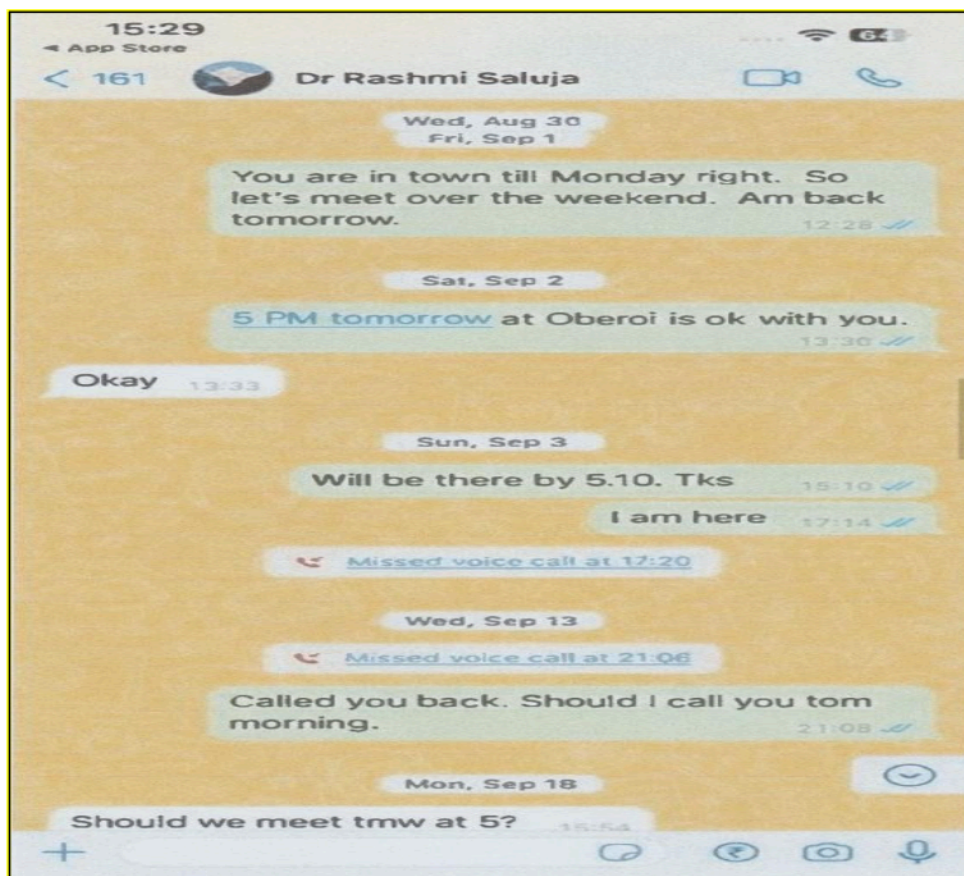 15:29
64
◄ App Store
< 161
Dr Rashmi Saluja
Wed, Aug 30
Fri, Sep 1
You are in town till Monday right. So
let's meet over the weekend. Am back
tomorrow.
12:28
Sat, Sep 2
5 PM tomorrow at Oberoi is ok with you.
13:30
Okay 13:33
Sun, Sep 3
Will be there by 5.10. Tks 15:10
I am here 17:14
Missed voice call at 17:20
Wed, Sep 13
Missed voice call at 21:06
Called you back. Should I call you tom
morning.
21:08
Mon, Sep 18
Should we meet tmw at 5? 15:54